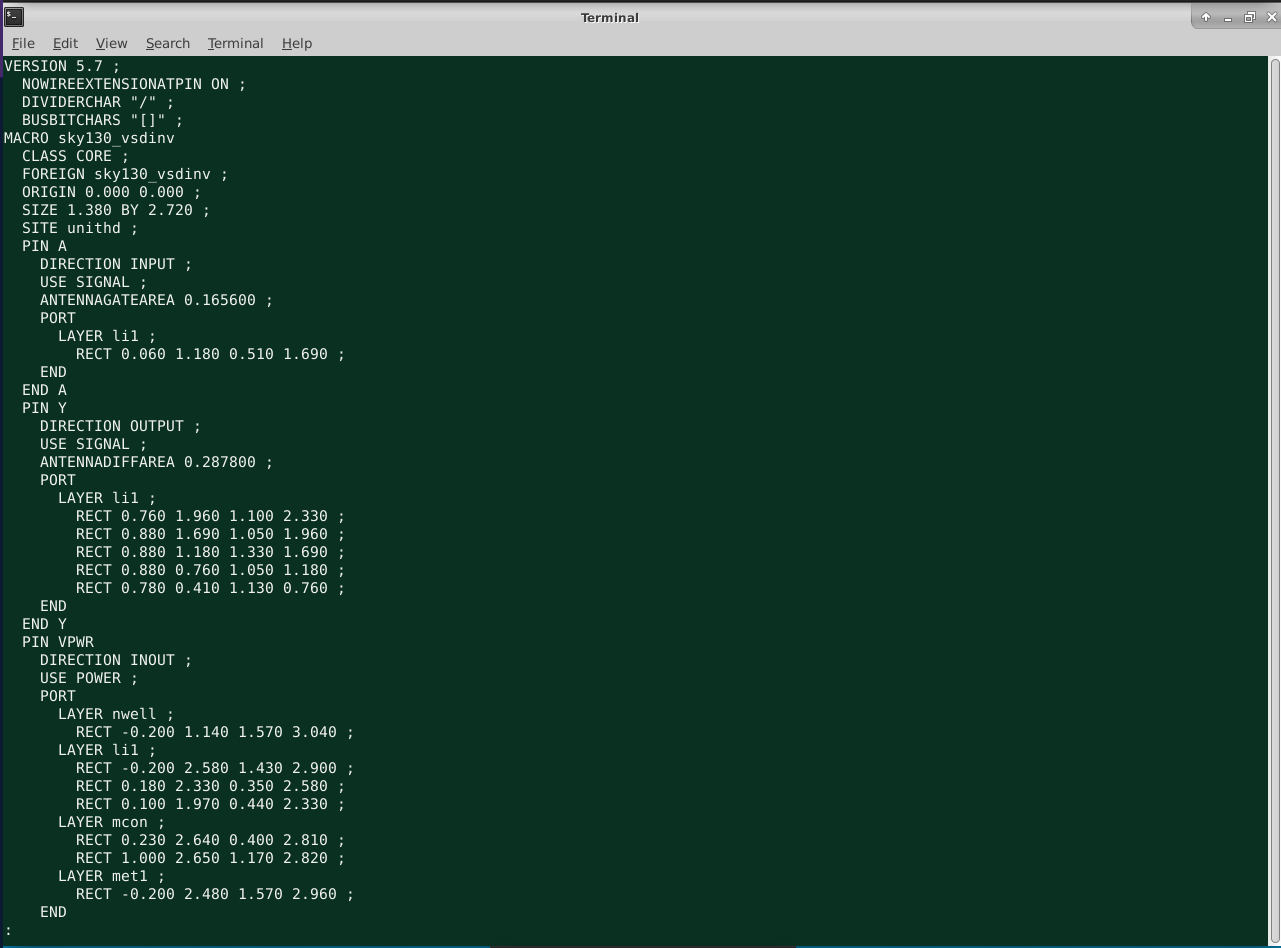 Terminal
File Edit View Search Terminal Help
VERSION 5.7 ;
  NOWIREEXTENSIONATPIN ON ;
  DIVIDERCHAR "/" ;
  BUSBITCHARS "[]" ;
MACRO sky130_vsdinv
  CLASS CORE ;
  FOREIGN sky130_vsdinv ;
  ORIGIN 0.000 0.000 ;
  SIZE 1.380 BY 2.720 ;
  SITE unithd ;
  PIN A
    DIRECTION INPUT ;
    USE SIGNAL ;
    ANTENNAGATEAREA 0.165600 ;
    PORT
      LAYER li1 ;
        RECT 0.060 1.180 0.510 1.690 ;
    END
  END A
  PIN Y
    DIRECTION OUTPUT ;
    USE SIGNAL ;
    ANTENNADIFFAREA 0.287800 ;
    PORT
      LAYER li1 ;
        RECT 0.760 1.960 1.100 2.330 ;
        RECT 0.880 1.690 1.050 1.960 ;
        RECT 0.880 1.180 1.330 1.690 ;
        RECT 0.880 0.760 1.050 1.180 ;
        RECT 0.780 0.410 1.130 0.760 ;
    END
  END Y
  PIN VPWR
    DIRECTION INOUT ;
    USE POWER ;
    PORT
      LAYER nwell ;
        RECT -0.200 1.140 1.570 3.040 ;
      LAYER li1 ;
        RECT -0.200 2.580 1.430 2.900 ;
        RECT 0.180 2.330 0.350 2.580 ;
        RECT 0.100 1.970 0.440 2.330 ;
      LAYER mcon ;
        RECT 0.230 2.640 0.400 2.810 ;
        RECT 1.000 2.650 1.170 2.820 ;
      LAYER met1 ;
        RECT -0.200 2.480 1.570 2.960 ;
    END
: